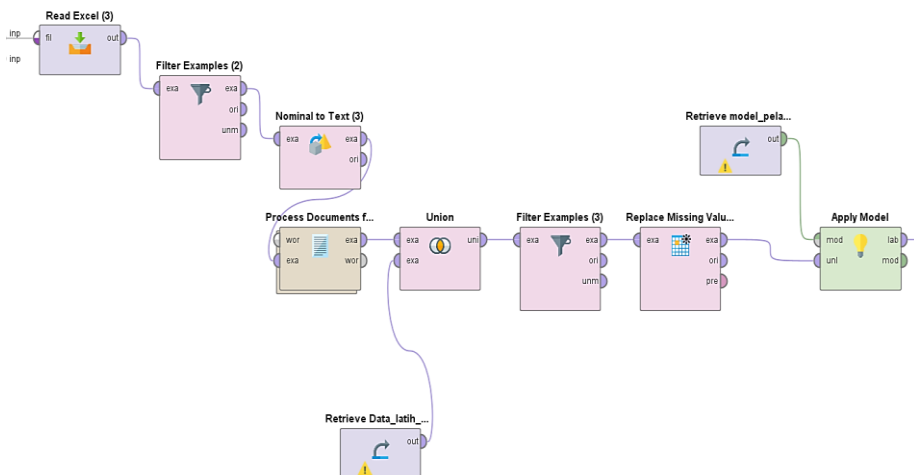 Read Excel (3)
inp
fil
out
inp
Filter Examples (2)
exa
exa
ori
unm
Nominal to Text (3)
exa
exa
ori
Retrieve model_pela...
out
Process Documents f...
wor
exa
exa
wor
Union
exa
uni
exa
Filter Examples (3)
exa
exa
ori
unm
Replace Missing Valu...
exa
exa
ori
pre
Apply Model
mod
lab
unl
mod
Retrieve Data_latih_...
out